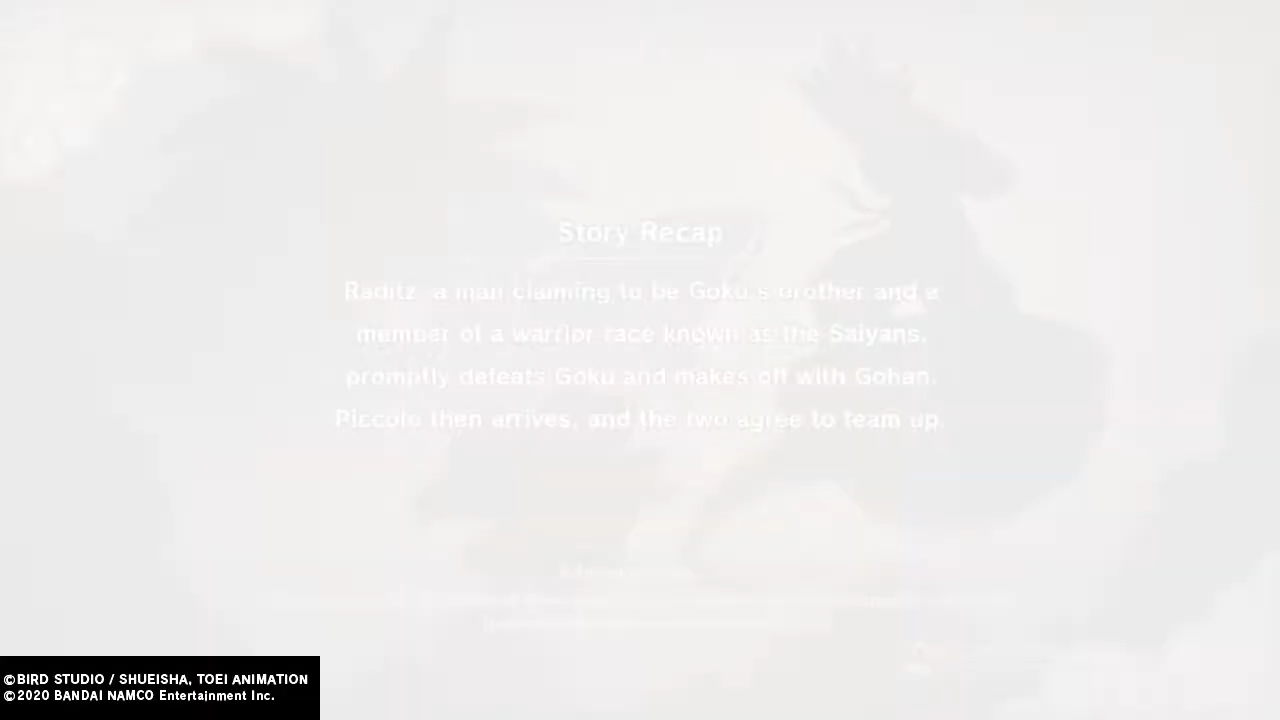 Story Recap
Raditz, a man claiming to be Goku's brother and a
member of a warrior race known as the Saiyans,
promptly defeats Goku and makes off with Gohan.
Piccolo then arrives, and the two agree to team up.
©BIRD STUDIO / SHUEISHA, TOEI ANIMATION
©2020 BANDAI NAMCO Entertainment Inc.